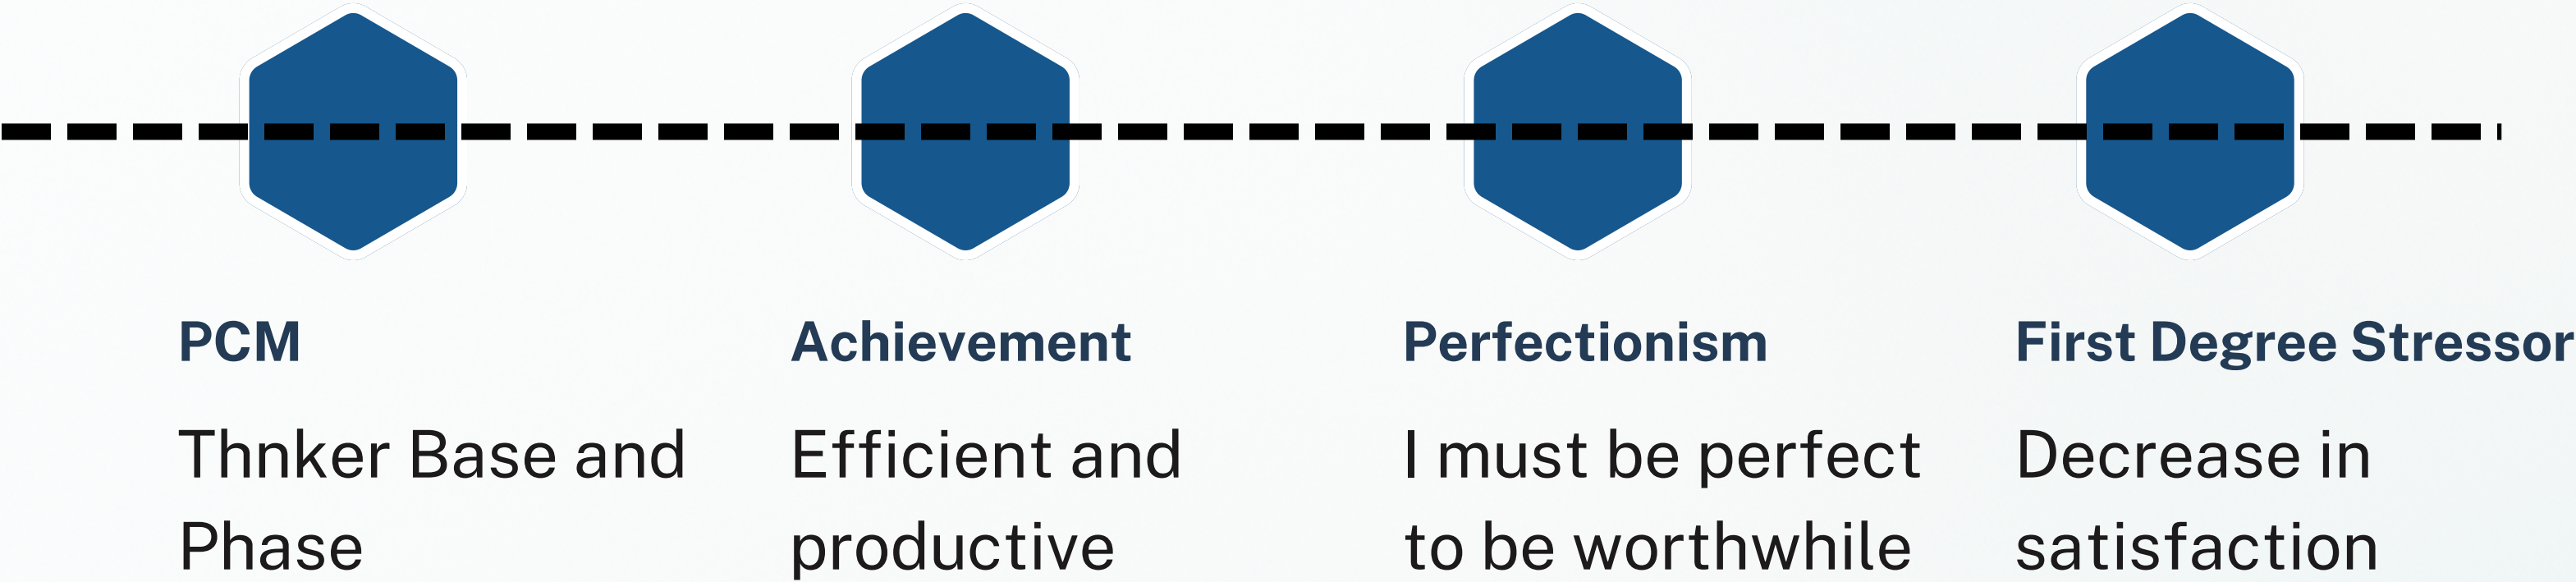 PCM
Thnker Base and
Phase
Achievement
Efficient and
productive
Perfectionism
I must be perfect
to be worthwhile
First Degree Stressor
Decrease in
satisfaction